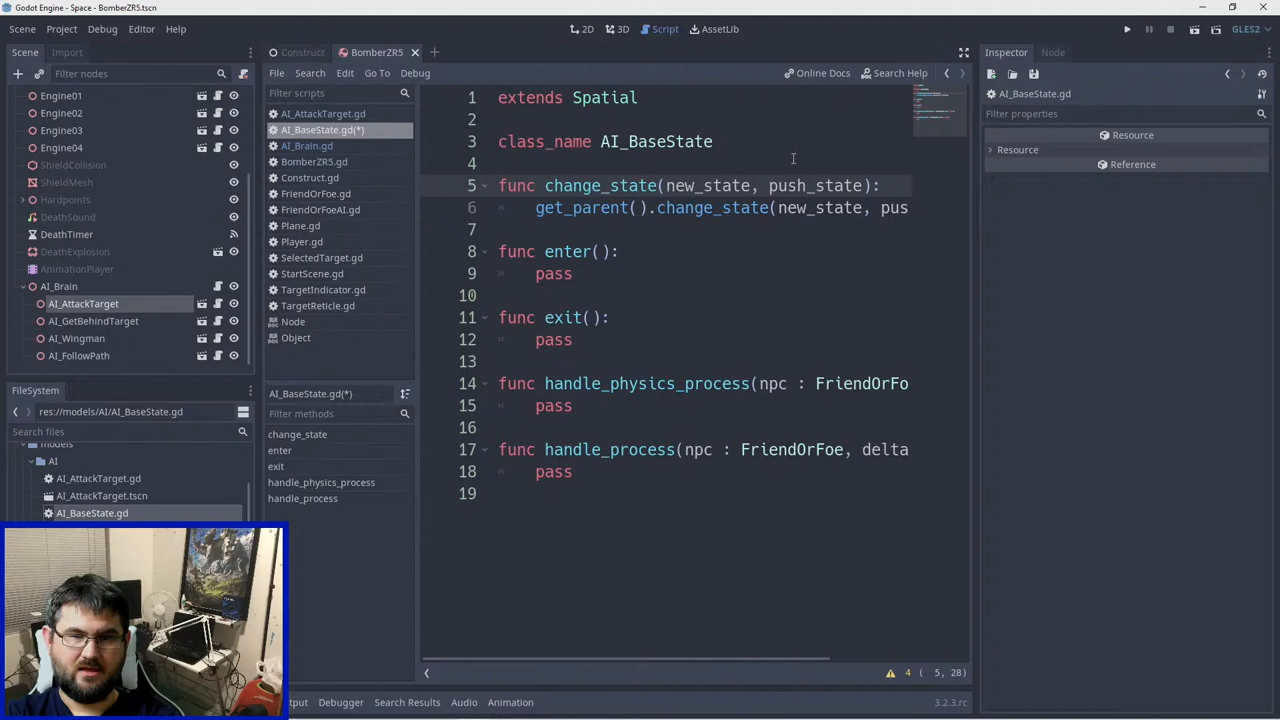 Godot Engine - Space - BomberZR5.tscn
Scene Project Debug Editor Help
2D 3D Script AssetLib
GLES2
Scene Import
Filter nodes
Engine01
Engine02
Engine03
Engine04
ShieldCollision
ShieldMesh
Hardpoints
DeathSound
DeathTimer
DeathExplosion
AnimationPlayer
AI_Brain
AI_AttackTarget
AI_GetBehindTarget
AI_Wingman
AI_FollowPath
FileSystem
res://models/AI/AI_BaseState.gd
Search files
models
AI
AI_AttackTarget.gd
AI_AttackTarget.tscn
AI_BaseState.gd
Construct BomberZR5
File Search Edit Go To Debug
Online Docs Search Help
Filter scripts
AI_AttackTarget.gd
AI_BaseState.gd(*)
AI_Brain.gd
BomberZR5.gd
Construct.gd
FriendOrFoe.gd
FriendOrFoeAI.gd
Plane.gd
Player.gd
SelectedTarget.gd
StartScene.gd
TargetIndicator.gd
TargetReticle.gd
Node
Object
AI_BaseState.gd(*)
Filter methods
change_state
enter
exit
handle_physics_process
handle_process
1 extends Spatial
2
3 class_name AI_BaseState
4
5 func change_state(new_state, push_state):
6 get_parent().change_state(new_state, pus
7
8 func enter():
9 pass
10
11 func exit():
12 pass
13
14 func handle_physics_process(npc : FriendOrFo
15 pass
16
17 func handle_process(npc : FriendOrFoe, delta
18 pass
19
4 ( 5, 28)
tput Debugger Search Results Audio Animation
3.2.3.rc
Inspector Node
AI_BaseState.gd
Filter properties
Resource
Resource
Reference